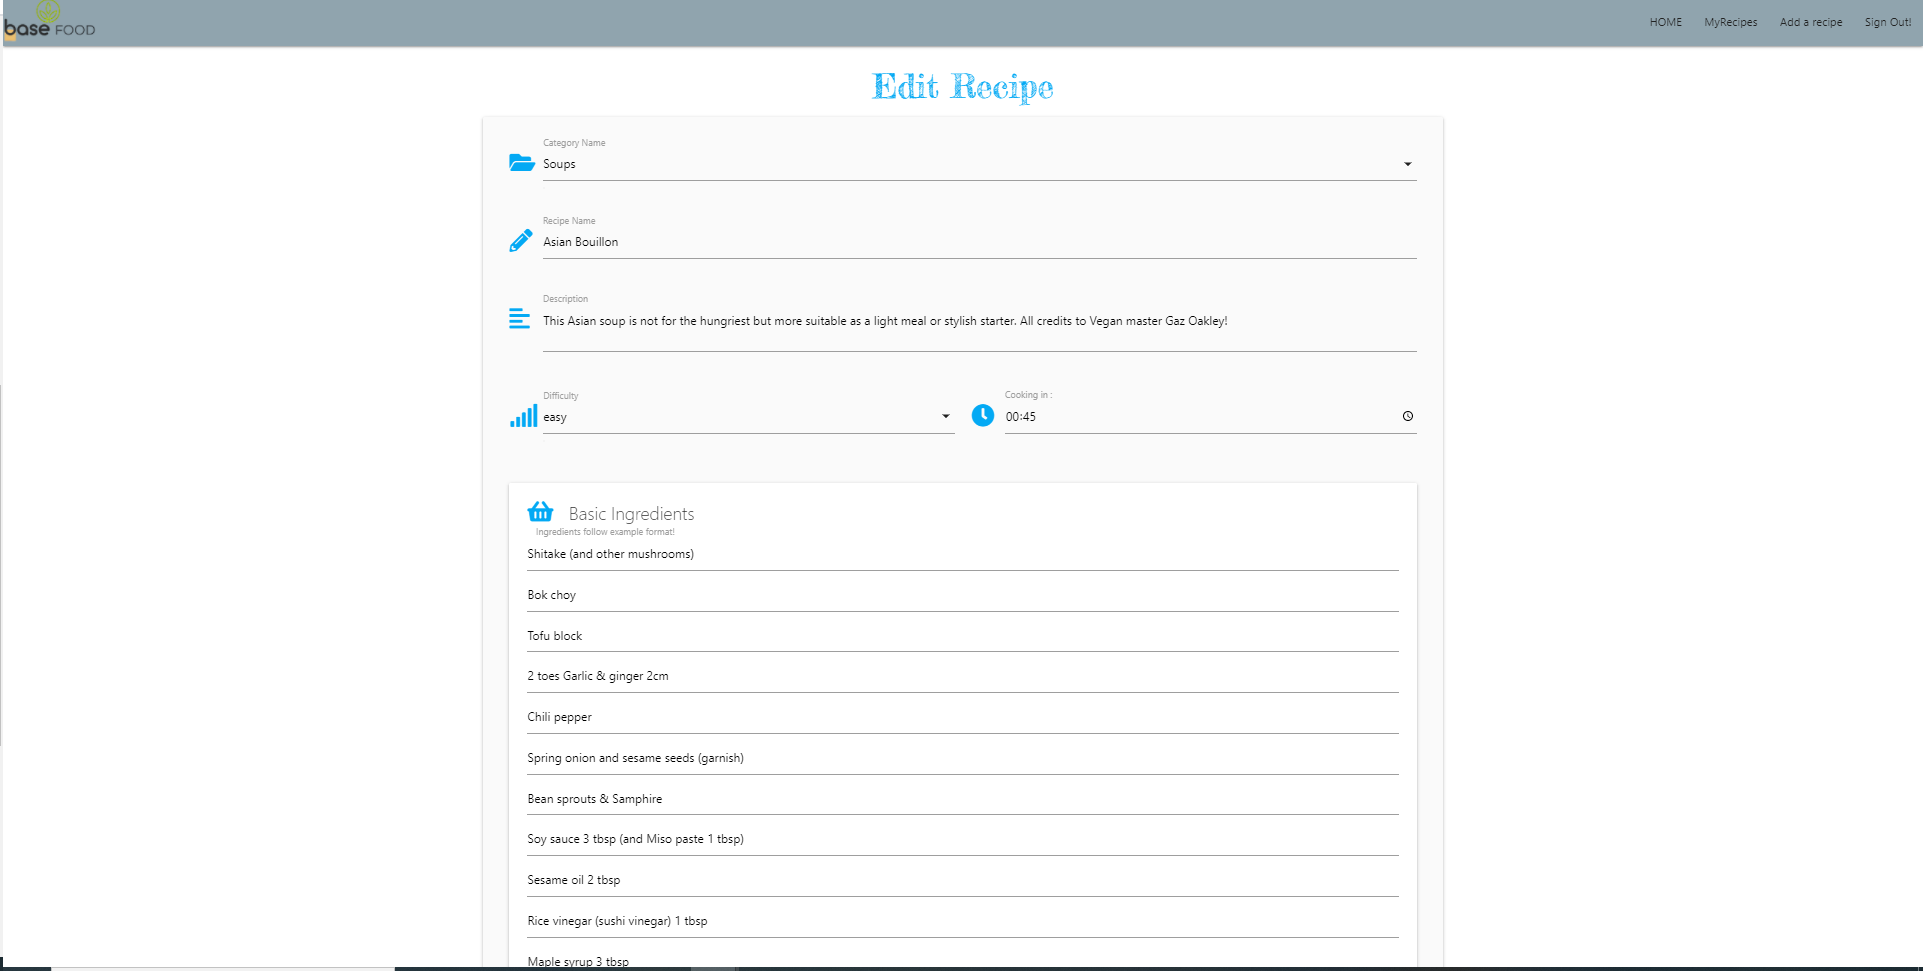 base FOOD
HOME MyRecipes Add a recipe Sign Out!
Edit Recipe
Category Name
Soups
Recipe Name
Asian Bouillon
Description
This Asian soup is not for the hungriest but more suitable as a light meal or stylish starter. All credits to Vegan master Gaz Oakley!
Difficulty
easy
Cooking in :
00:45
Basic Ingredients
Ingredients follow example format!
Shitake (and other mushrooms)
Bok choy
Tofu block
2 toes Garlic & ginger 2cm
Chili pepper
Spring onion and sesame seeds (garnish)
Bean sprouts & Samphire
Soy sauce 3 tbsp (and Miso paste 1 tbsp)
Sesame oil 2 tbsp
Rice vinegar (sushi vinegar) 1 tbsp
Maple syrup 3 tbsp